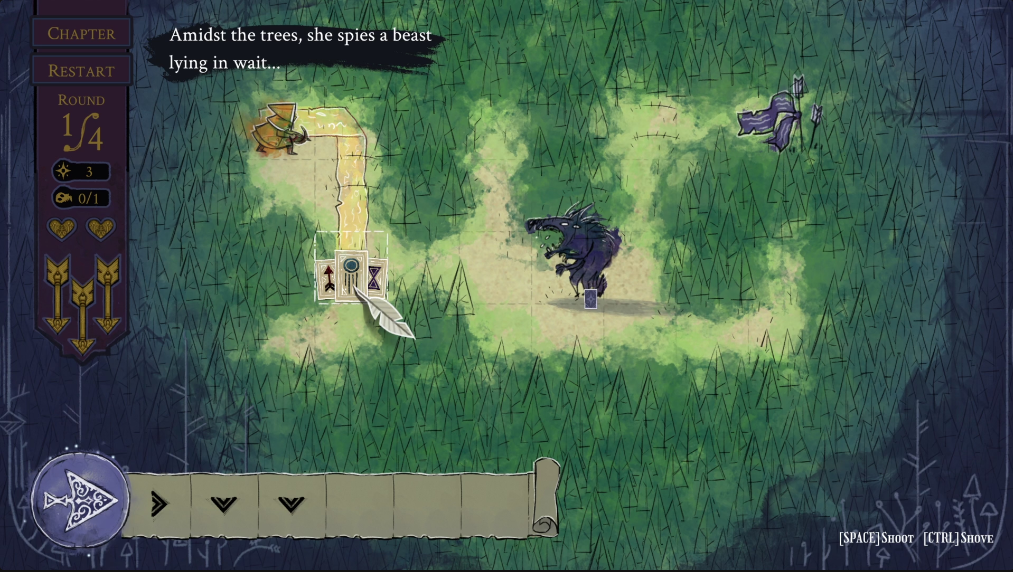 CHAPTER
RESTART
ROUND
1/4
3
0/1
Amidst the trees, she spies a beast
lying in wait...
[SPACE]SHOOT [CTRL]SHOVE